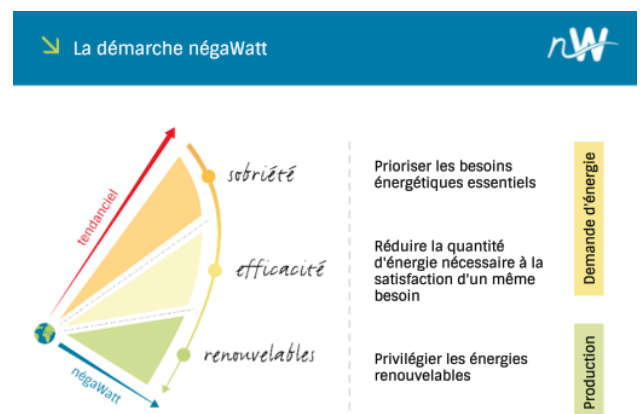 La démarche négaWatt
nW
tendanciel
sobriété
Prioriser les besoins
énergétiques essentiels
Demande d'énergie
efficacité
Réduire la quantité
d'énergie nécessaire à la
satisfaction d'un même
besoin
renouvelables
Privilégier les énergies
renouvelables
Production
négaWatt